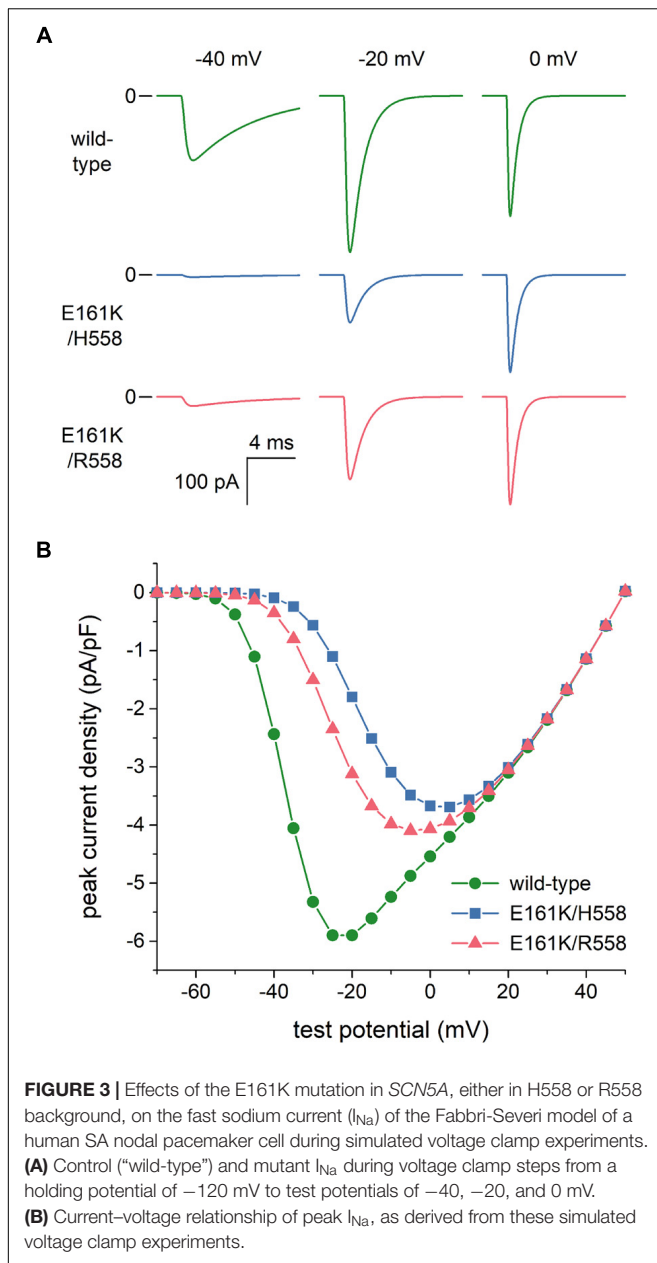 A
-40 mV
-20 mV
0 mV
0
wild-
type
0
E161K
/H558
0
E161K
/R558
4 ms
100 pA
B
0
-1
-2
-3
-4
-5
-6
peak current density (pA/pF)
wild-type
E161K/H558
E161K/R558
-60
-40
-20
0
20
40
test potential (mV)
FIGURE 3 | Effects of the E161K mutation in SCN5A, either in H558 or R558
background, on the fast sodium current (INa) of the Fabbri-Severi model of a
human SA nodal pacemaker cell during simulated voltage clamp experiments.
(A) Control (“wild-type”) and mutant INa during voltage clamp steps from a
holding potential of −120 mV to test potentials of −40, −20, and 0 mV.
(B) Current–voltage relationship of peak INa, as derived from these simulated
voltage clamp experiments.